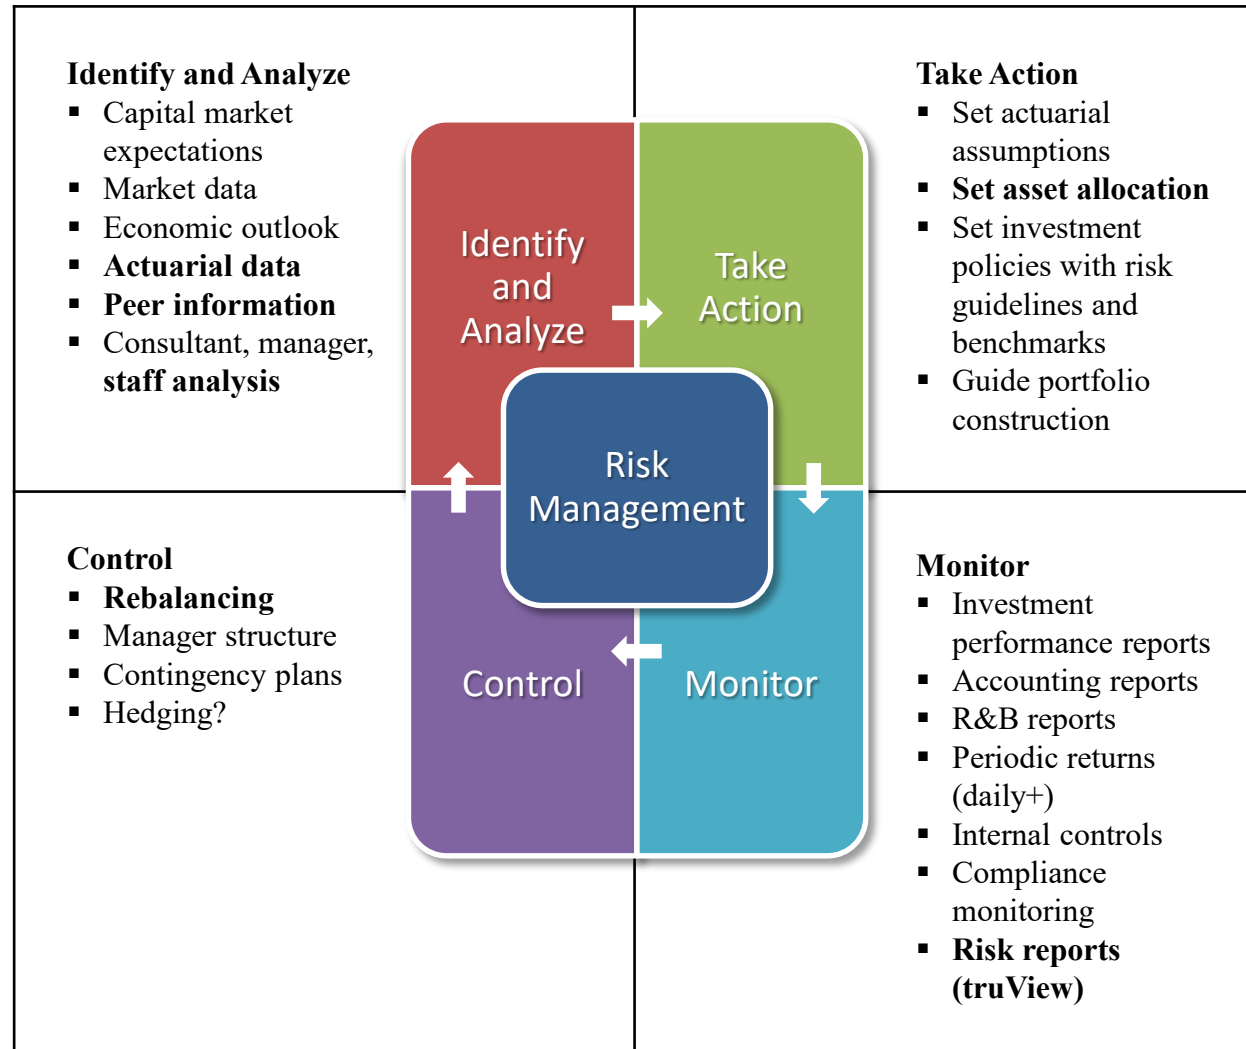 Identify and Analyze
▪ Capital market
expectations
▪ Market data
▪ Economic outlook
▪ Actuarial data
▪ Peer information
▪ Consultant, manager,
staff analysis
Take Action
▪ Set actuarial
assumptions
▪ Set asset allocation
▪ Set investment
policies with risk
guidelines and
benchmarks
▪ Guide portfolio
construction
Identify
and
Analyze
Take
Action
Risk
Management
Control
Monitor
Control
▪ Rebalancing
▪ Manager structure
▪ Contingency plans
▪ Hedging?
Monitor
▪ Investment
performance reports
▪ Accounting reports
▪ R&B reports
▪ Periodic returns
(daily+)
▪ Internal controls
▪ Compliance
monitoring
▪ Risk reports
(truView)